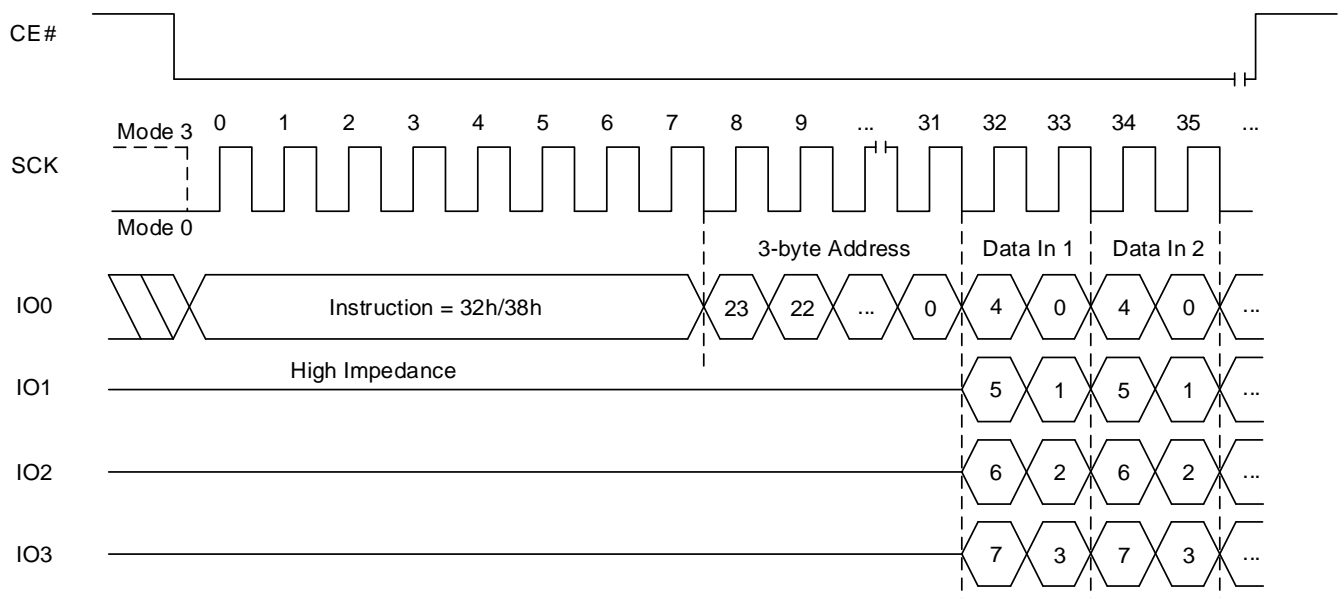 CE#
Mode 3 0 1 2 3 4 5 6 7 8 9 ... 31 32 33 34 35 ...
SCK
Mode 0
3-byte Address Data In 1 Data In 2
IO0 Instruction = 32h/38h 23 22 ... 0 4 0 4 0 ...
High Impedance
IO1 5 1 5 1 ...
IO2 6 2 6 2 ...
IO3 7 3 7 3 ...